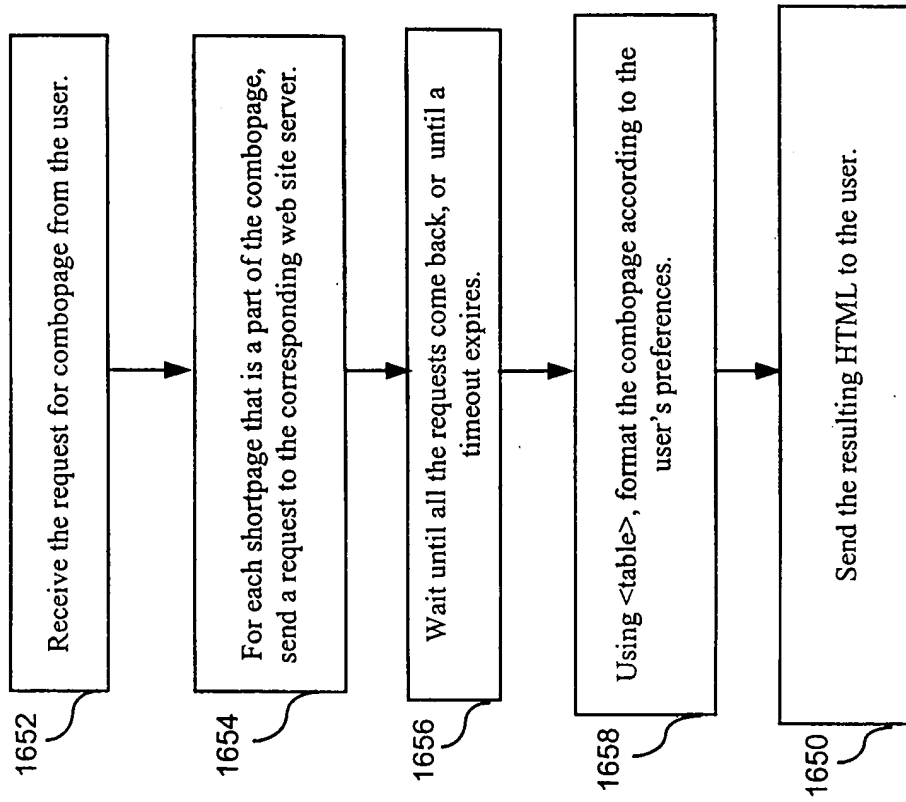 1652
Receive the request for combopage from the user.
1654
For each shortpage that is a part of the combopage,
send a request to the corresponding web site server.
1656
Wait until all the requests come back, or until a
timeout expires.
1658
Using <table>, format the combopage according to the
user's preferences.
1650
Send the resulting HTML to the user.